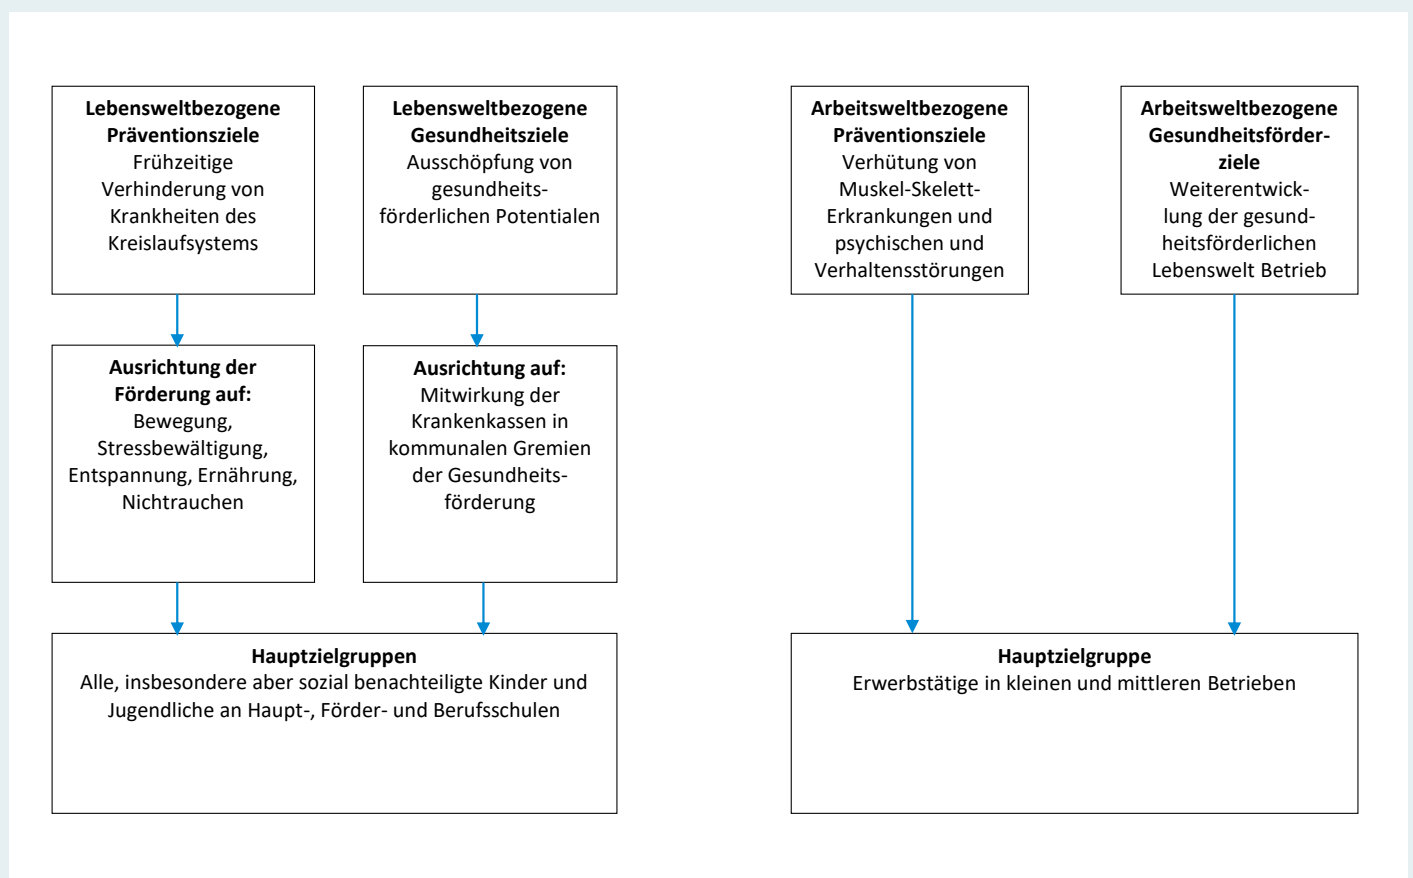 Lebensweltbezogene
Präventionsziele
Frühzeitige
Verhinderung von
Krankheiten des
Kreislaufsystems
Lebensweltbezogene
Gesundheitsziele
Ausschöpfung von
gesundheits-
förderlichen Potentialen
Arbeitsweltbezogene
Präventionsziele
Verhütung von
Muskel-Skelett-
Erkrankungen und
psychischen und
Verhaltensstörungen
Arbeitsweltbezogene
Gesundheitsförder-
ziele
Weiterentwick-
lung der gesund-
heitsförderlichen
Lebenswelt Betrieb
Ausrichtung der
Förderung auf:
Bewegung,
Stressbewältigung,
Entspannung, Ernährung,
Nichtrauchen
Ausrichtung auf:
Mitwirkung der
Krankenkassen in
kommunalen Gremien
der Gesundheits-
förderung
Hauptzielgruppen
Alle, insbesondere aber sozial benachteiligte Kinder und
Jugendliche an Haupt-, Förder- und Berufsschulen
Hauptzielgruppe
Erwerbstätige in kleinen und mittleren Betrieben